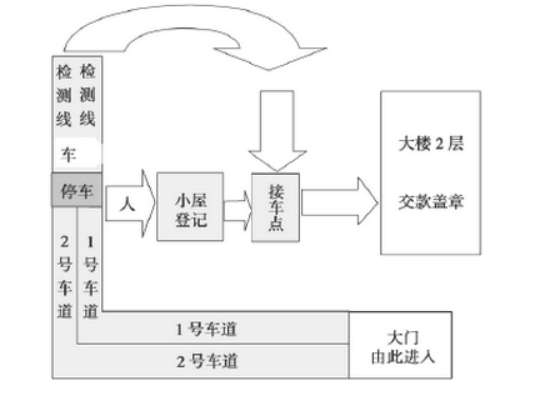 检测线
检测线
车
停车
人
小屋
登记
接车点
大楼 2 层
交款盖章
2号车道
1号车道
1 号车道
2 号车道
大门
由此进入